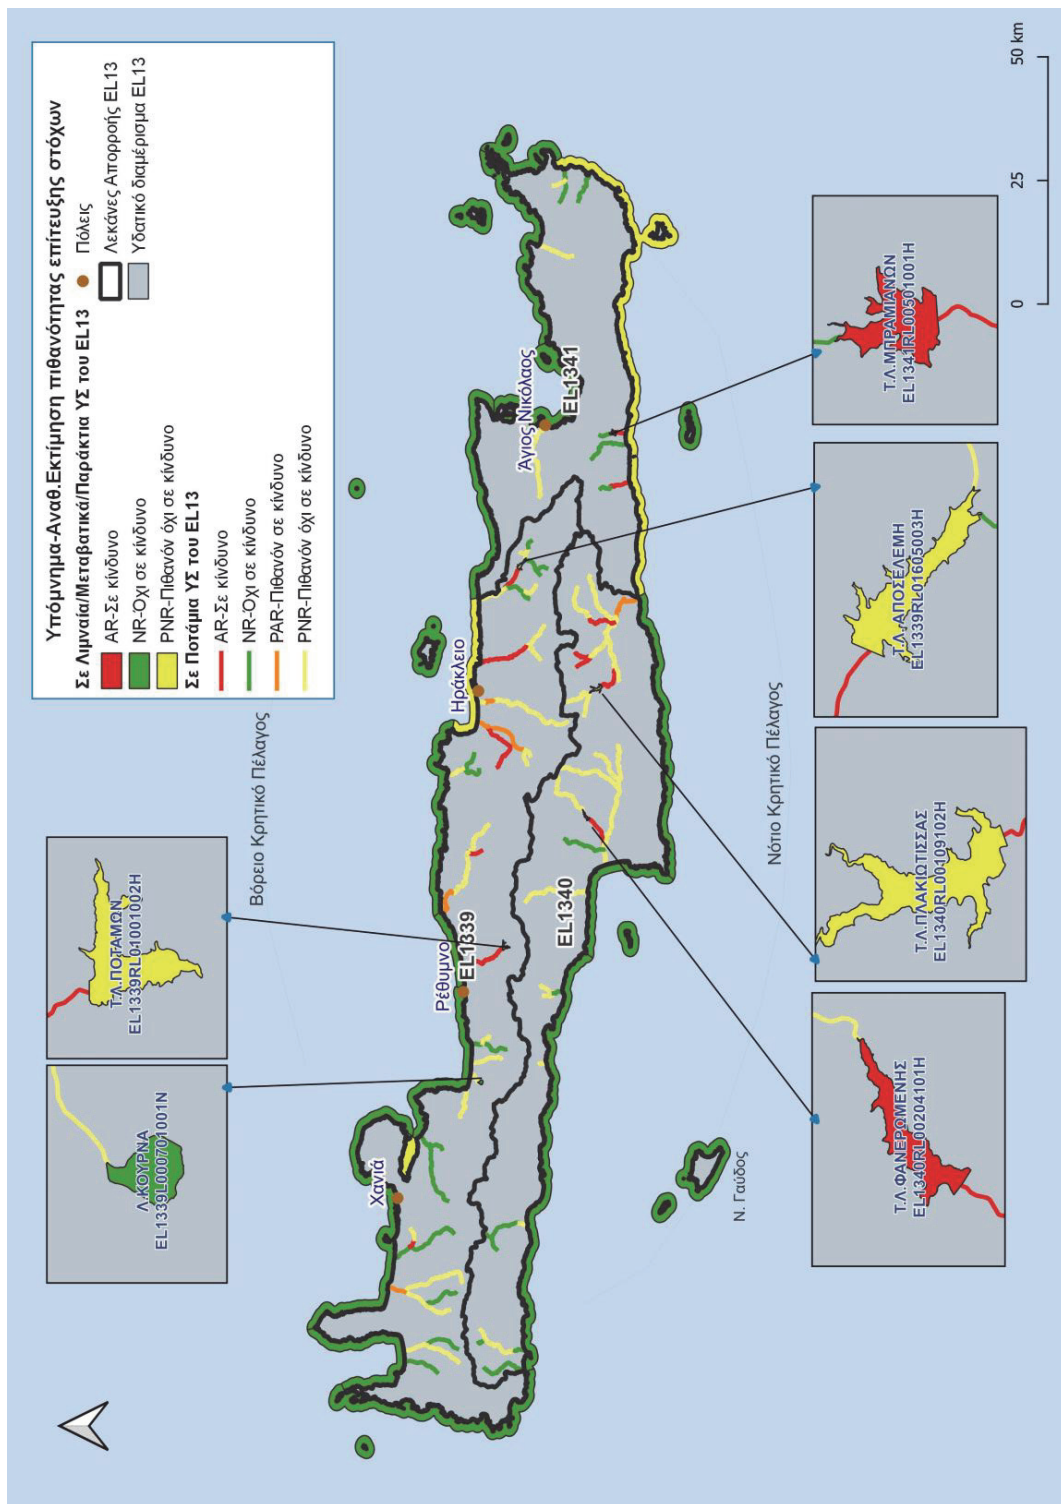 Υπόμνημα-Αναθ.Εκτίμηση πιθανότητας επίτευξης στόχων
Σε Λιμναία/Μεταβατικά/Παράκτια ΥΣ του EL13
AR-Σε κίνδυνο
NR-Όχι σε κίνδυνο
PNR-Πιθανόν όχι σε κίνδυνο
Σε Ποτάμια ΥΣ του EL13
AR-Σε κίνδυνο
NR-Όχι σε κίνδυνο
PAR-Πιθανόν σε κίνδυνο
PNR-Πιθανόν όχι σε κίνδυνο
Πόλεις
Λεκάνες Απορροής EL13
Υδατικό διαμέρισμα EL13
Λ.ΚΟΥΡΝΑ
EL1339L000701001N
Τ.Λ.ΠΟΤΑΜΩΝ
EL1339RL01001002H
Βόρειο Κρητικό Πέλαγος
Χανιά
Ρέθυμνο
EL1339
Ηράκλειο
Άγιος Νικόλαος
EL1341
EL1340
Ν. Γαύδος
Νότιο Κρητικό Πέλαγος
Τ.Λ.ΦΑΝΕΡΩΜΕΝΗΣ
EL1340RL00204101H
Τ.Λ.ΠΛΑΚΙΩΤΙΣΣΑΣ
EL1340RL00109102H
Τ.Λ.ΑΠΟΣΕΛΕΜΗ
EL1339RL01605003H
Τ.Λ.ΜΠΡΑΜΙΑΝΩΝ
EL1341RL00501001H
0 25 50 km